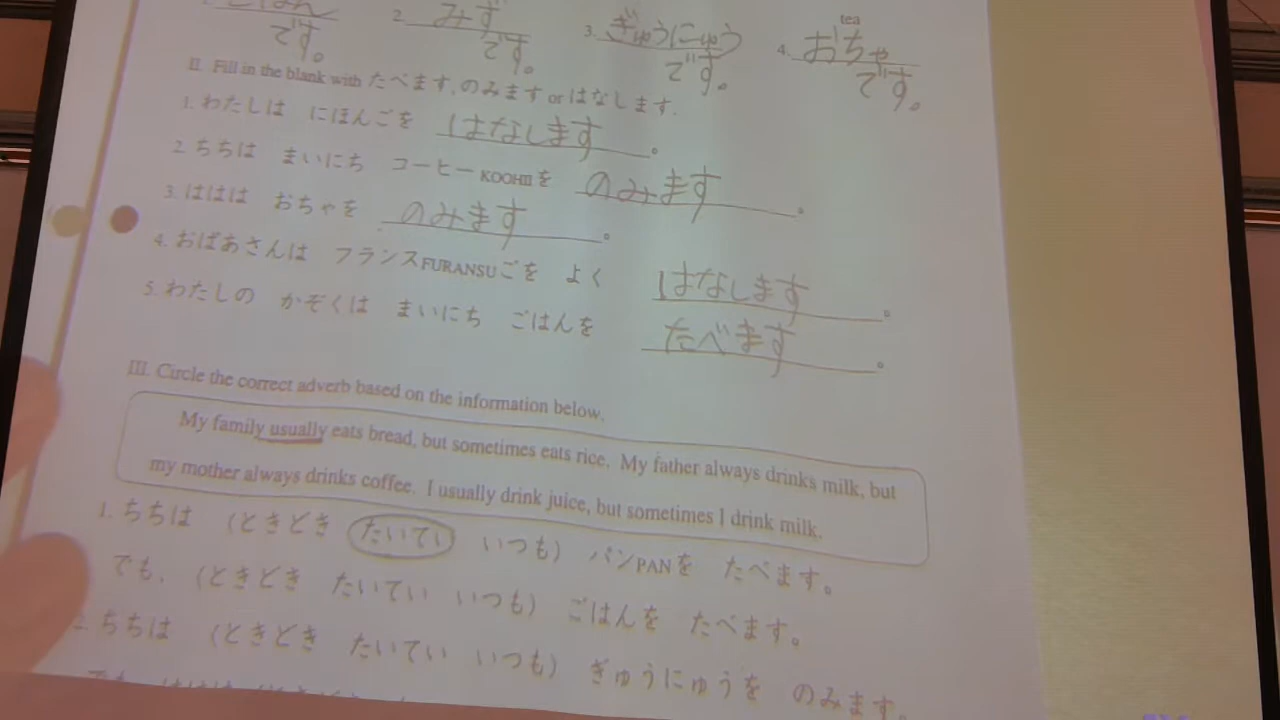 2. みず です。
3. ぎゅうにゅう です。
tea
4. おちゃ です。
です。
II. Fill in the blank with たべます,のみます or はなします.
1. わたしは にほんごを はなします。
2. ちちは まいにち コーヒーKOOHIIを のみます。
3. ははは おちゃを のみます。
4. おばあさんは フランスFURANSUごを よく はなします。
5. わたしの かぞくは まいにち ごはんを たべます。
III. Circle the correct adverb based on the information below.
My family usually eats bread, but sometimes eats rice. My father always drinks milk, but
my mother always drinks coffee. I usually drink juice, but sometimes I drink milk.
1. ちちは (ときどき たいてい いつも) パンPANを たべます。
でも、(ときどき たいてい いつも) ごはんを たべます。
2. ちちは (ときどき たいてい いつも) ぎゅうにゅうを のみます。